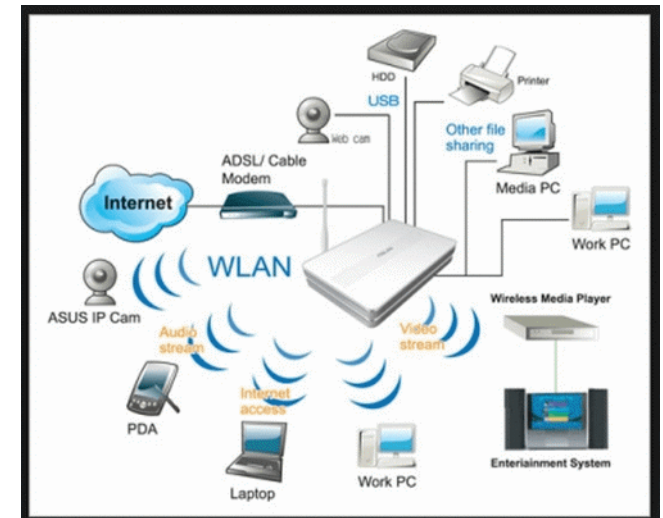 HDD
USB
Printer
Web cam
Other file
sharing
ADSL/ Cable
Modem
Media PC
Internet
WLAN
Work PC
ASUS IP Cam
Wireless Media Player
Audio
stream
Video
stream
PDA
Internet
access
Laptop
Work PC
Enteriainment System